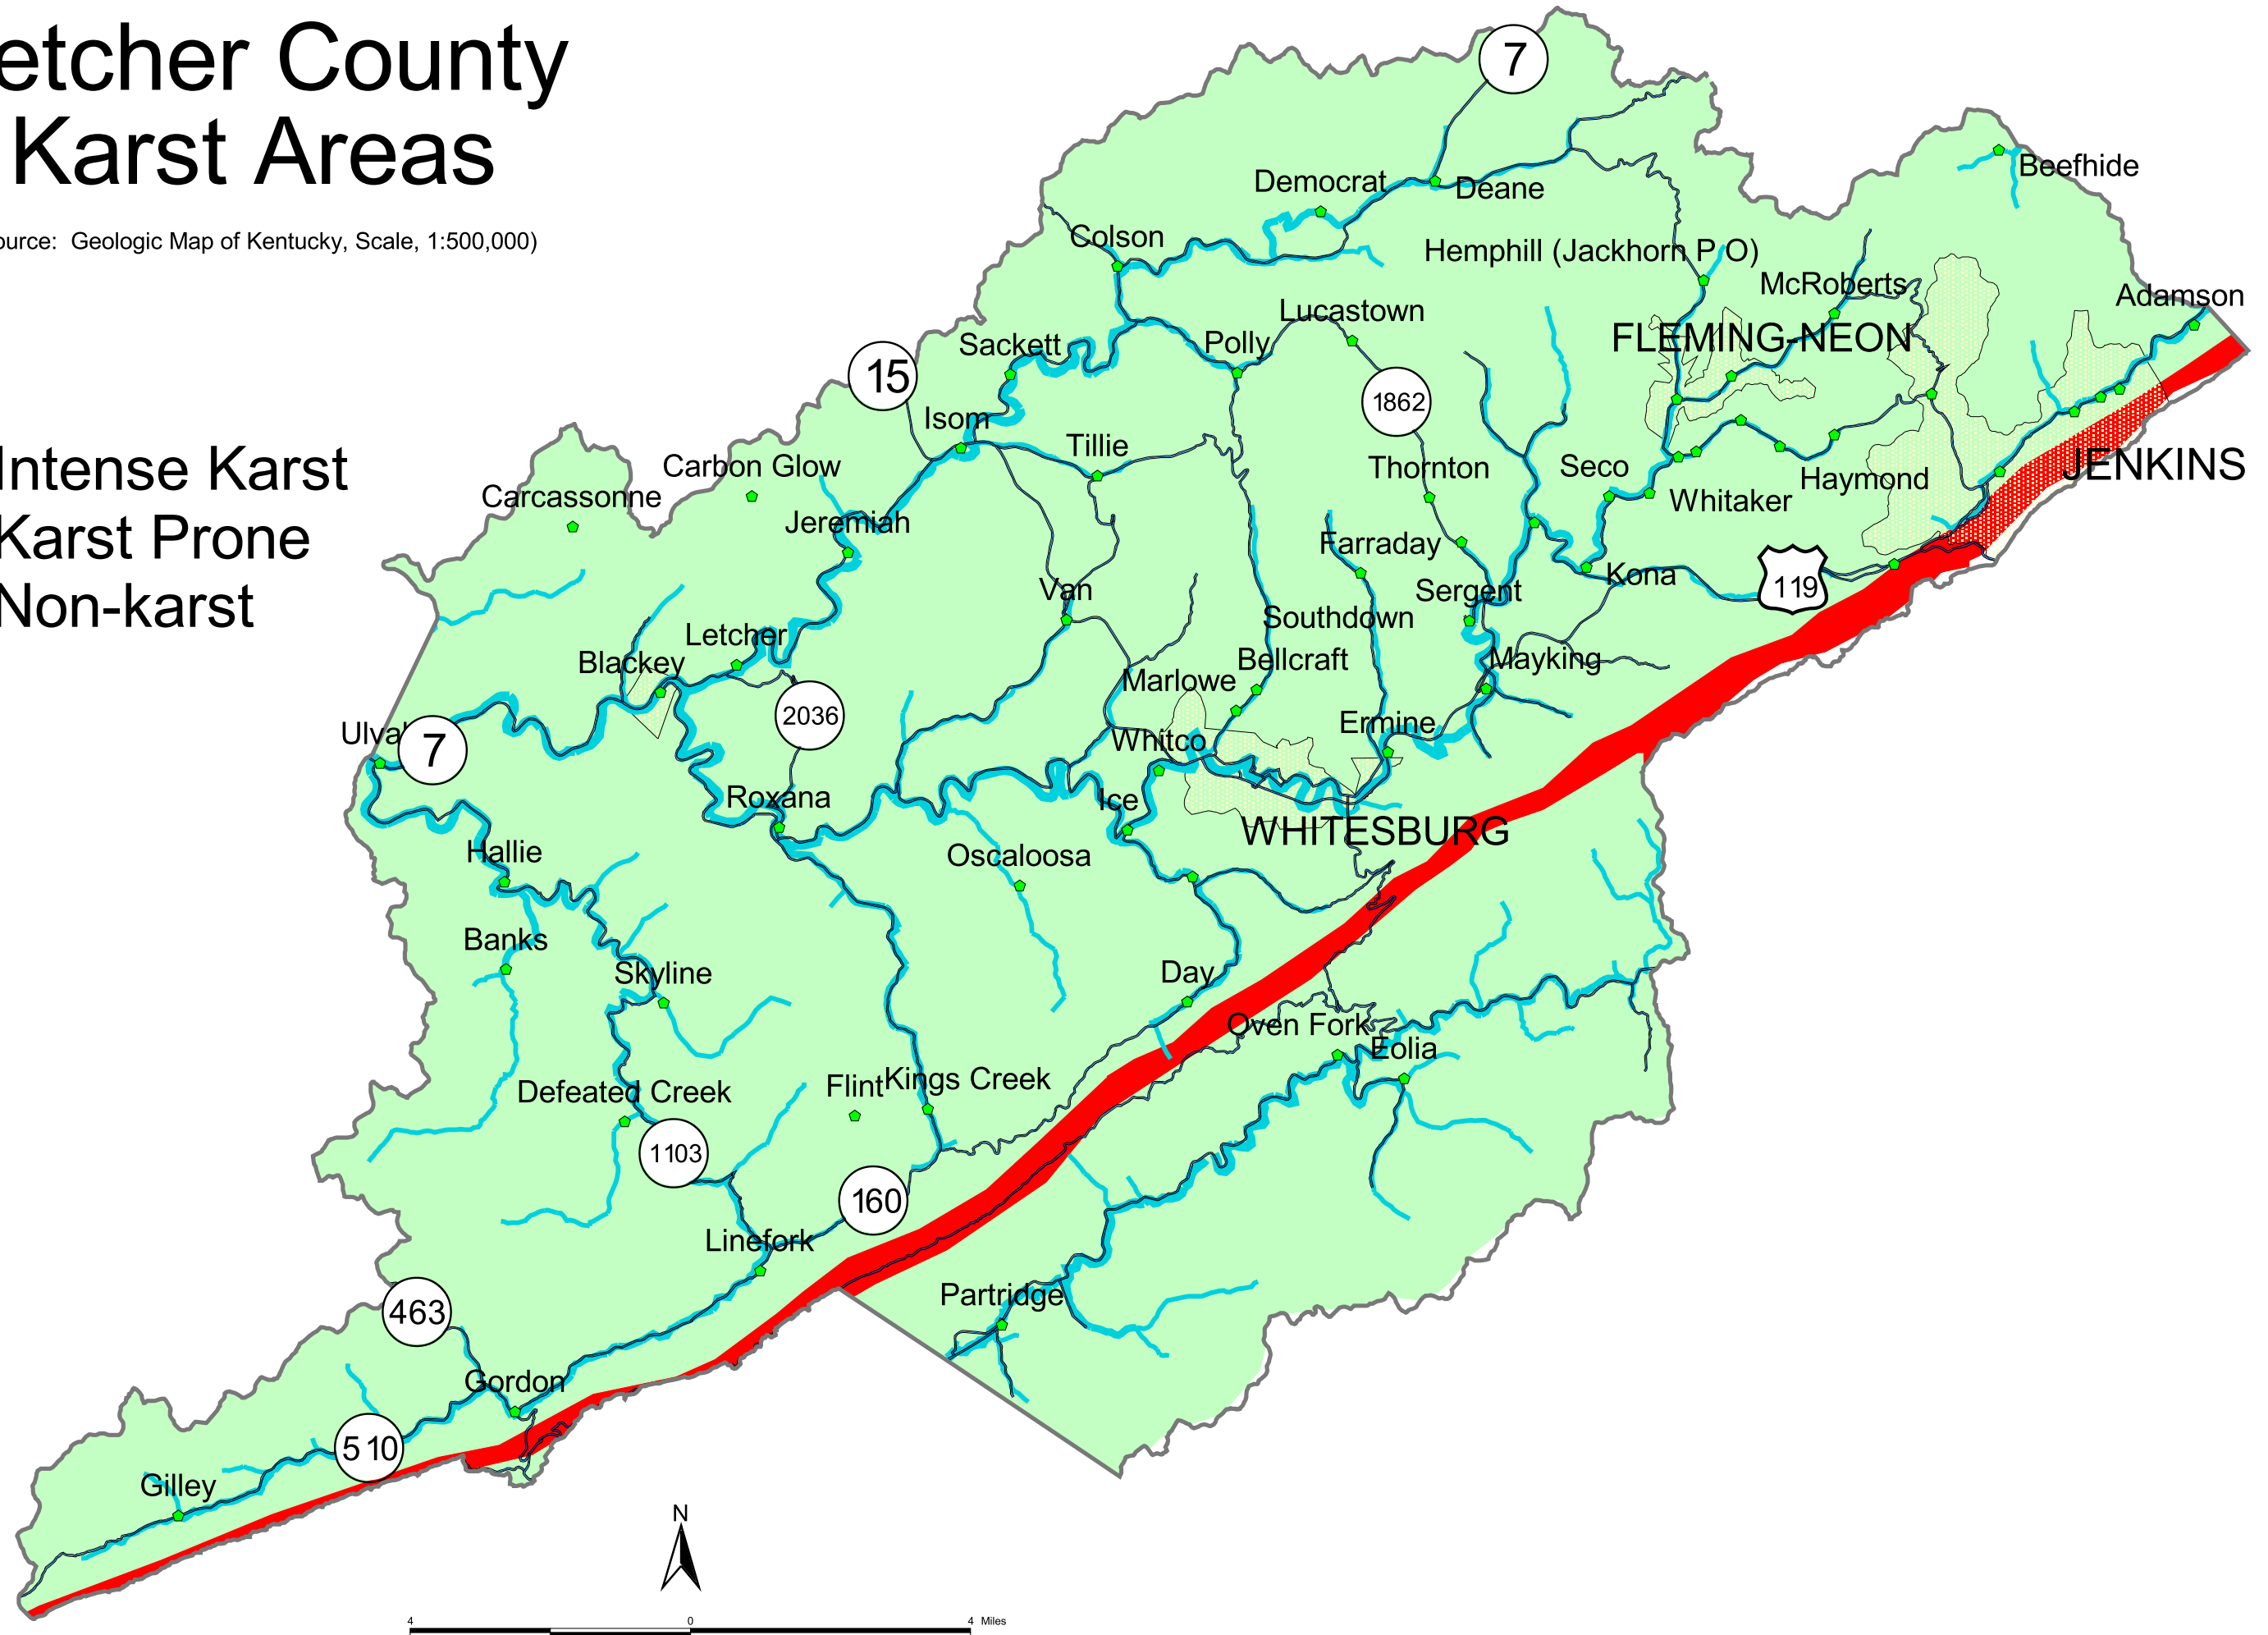 etcher County
Karst Areas
ource: Geologic Map of Kentucky, Scale, 1:500,000)
Intense Karst
Karst Prone
Non-karst
7
Beefhide
Democrat
Deane
Colson
Hemphill (Jackhorn P O)
McRoberts
Adamson
Lucastown
FLEMING-NEON
Sackett
Polly
15
1862
Isom
Tillie
Carbon Glow
Thornton
Seco
JENKINS
Haymond
Carcassonne
Whitaker
Jeremiah
Farraday
Kona
119
Van
Sergent
Southdown
Letcher
Blackey
Bellcraft
Mayking
Marlowe
2036
Ermine
Ulvah
7
Whitco
Roxana
Ice
WHITESBURG
Hallie
Oscaloosa
Banks
Skyline
Day
Oven Fork
Eolia
Defeated Creek
Flint
Kings Creek
1103
160
Linefork
Partridge
463
Gordon
510
Gilley
N
4 0 4 Miles